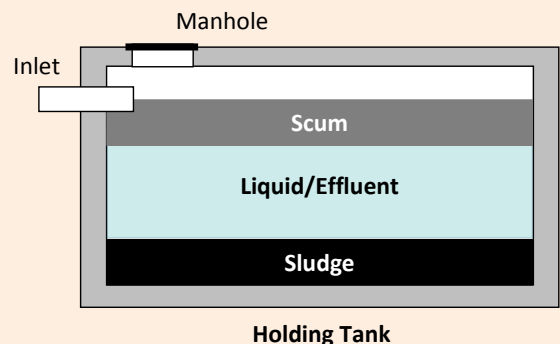 Manhole
Inlet
Scum
Liquid/Effluent
Sludge
Holding Tank